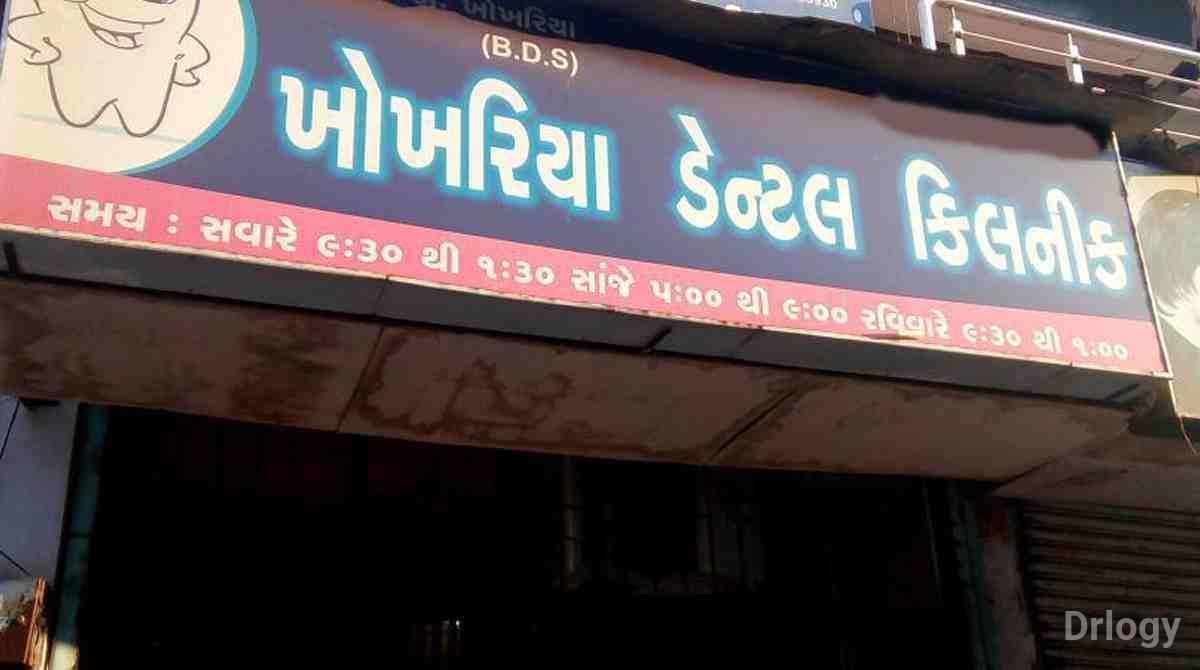 ખોખરિયા
(B.D.S)
ખોખરિયા ડેન્ટલ કિલનીક
સમય : સવારે ૯:૩૦ થી ૧:૩૦ સાંજે ૫:૦૦ થી ૯:૦૦ રવિવારે ૯:૩૦ થી ૧:૦૦
Drlogy